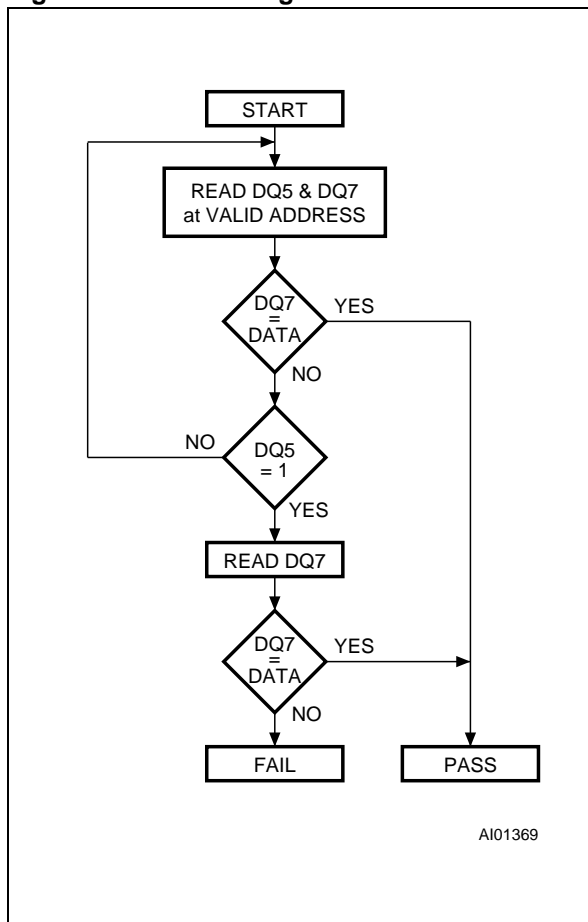 START
READ DQ5 & DQ7
at VALID ADDRESS
DQ7
=
DATA
YES
NO
DQ5
= 1
NO
YES
READ DQ7
DQ7
=
DATA
YES
NO
FAIL
PASS
AI01369